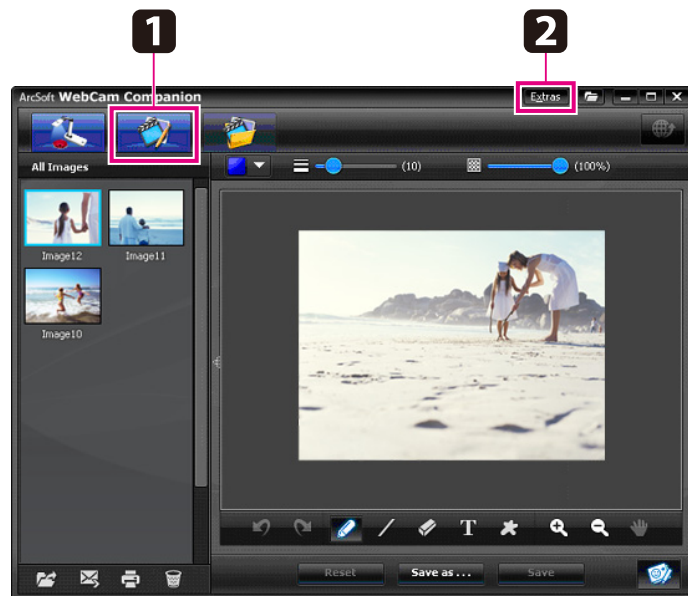 1
2
ArcSoft WebCam Companion
Extras
All Images
(10)
(100%)
Image12
Image11
Image10
T
Reset
Save as ...
Save